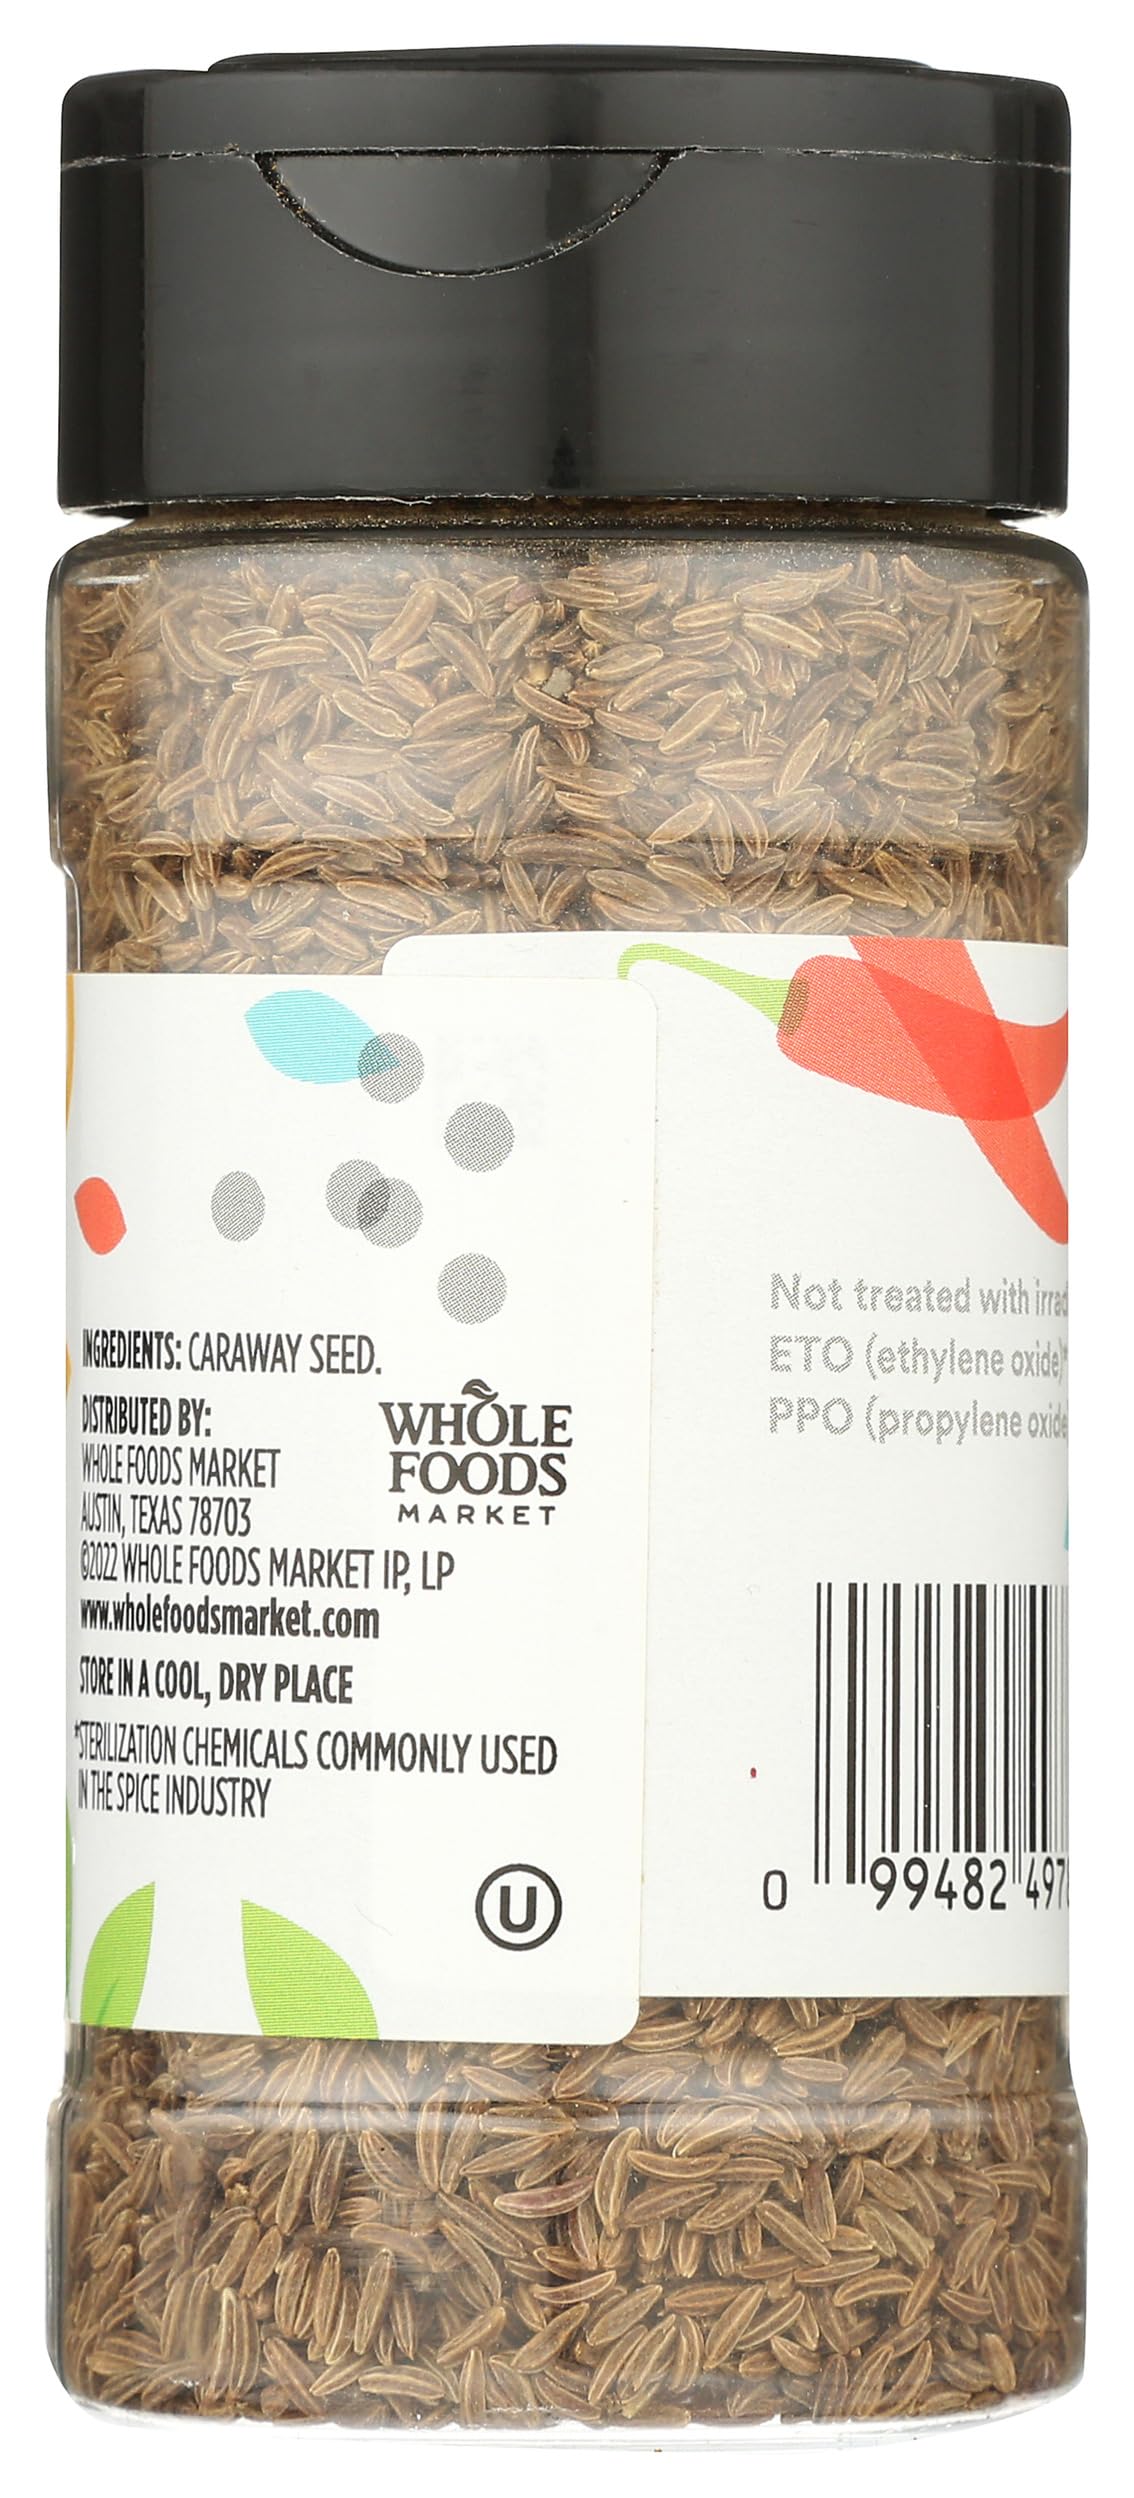 INGREDIENTS: CARAWAY SEED.
DISTRIBUTED BY:
WHOLE FOODS MARKET
AUSTIN, TEXAS 78703
©2022 WHOLE FOODS MARKET IP, LP
www.wholefoodsmarket.com
STORE IN A COOL, DRY PLACE
*STERILIZATION CHEMICALS COMMONLY USED
IN THE SPICE INDUSTRY
WHOLE
FOODS
MARKET
U
Not treated with
ETO (ethylene oxide)*
PPO (propylene oxide
0 99482 497